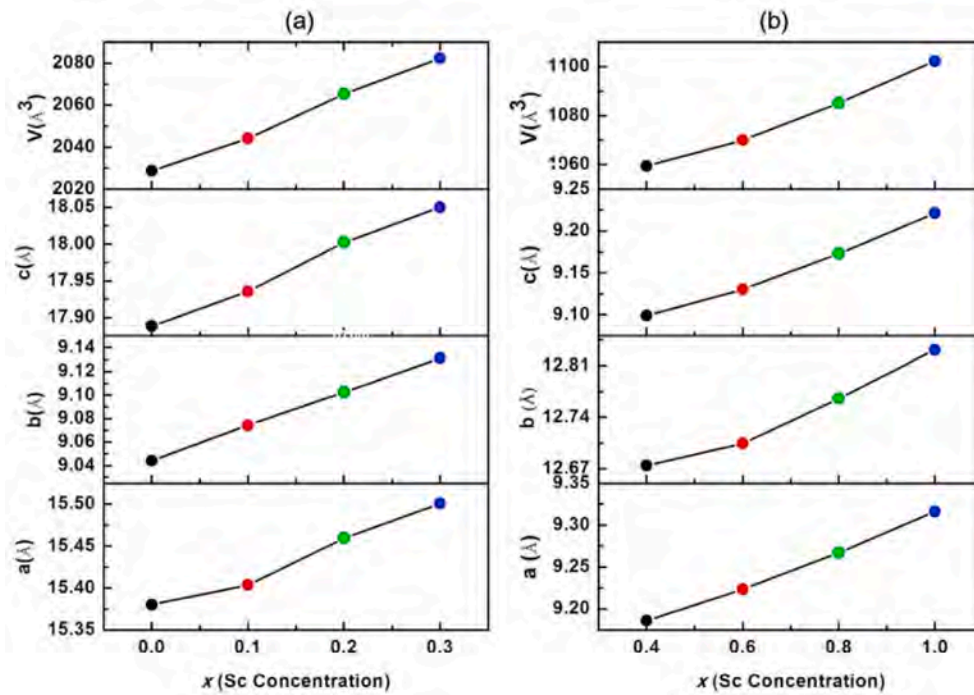 (a)
2080
2060
2040
2020
V(Å³)
18.05
18.00
17.95
17.90
c(Å)
9.14
9.12
9.10
9.08
9.06
9.04
b(Å)
15.50
15.45
15.40
15.35
a(Å)
0.0 0.1 0.2 0.3
x (Sc Concentration)
(b)
1100
1080
1060
V(Å³)
9.25
9.20
9.15
9.10
c(Å)
12.81
12.74
12.67
b (Å)
9.35
9.30
9.25
9.20
a (Å)
0.4 0.6 0.8 1.0
x (Sc Concentration)